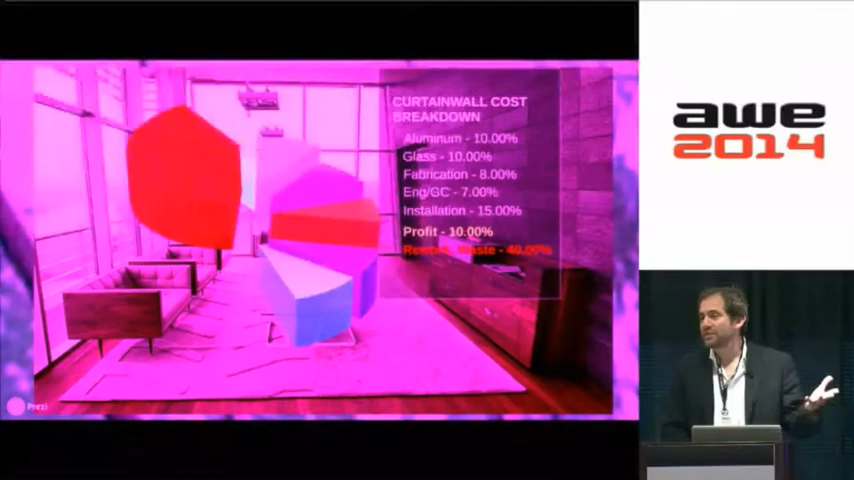 CURTAINWALL COST
BREAKDOWN
Aluminum - 10.00%
Glass - 10.00%
Fabrication - 8.00%
Eng/GC - 7.00%
Installation - 15.00%
Profit - 10.00%
Rework, Waste - 40.00%
Prezi
awe
2014